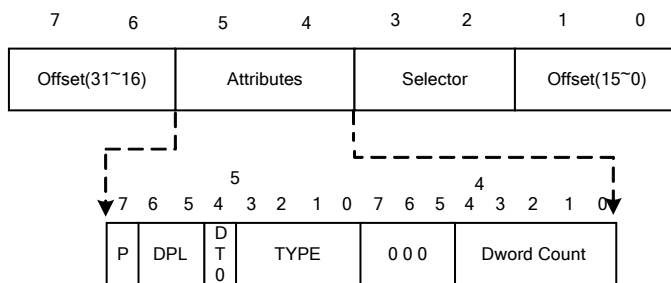 7 6 5 4 3 2 1 0
Offset(31~16) Attributes Selector Offset(15~0)
5 4
7 6 5 4 3 2 1 0 7 6 5 4 3 2 1 0
P DPL DT0 TYPE 0 0 0 Dword Count